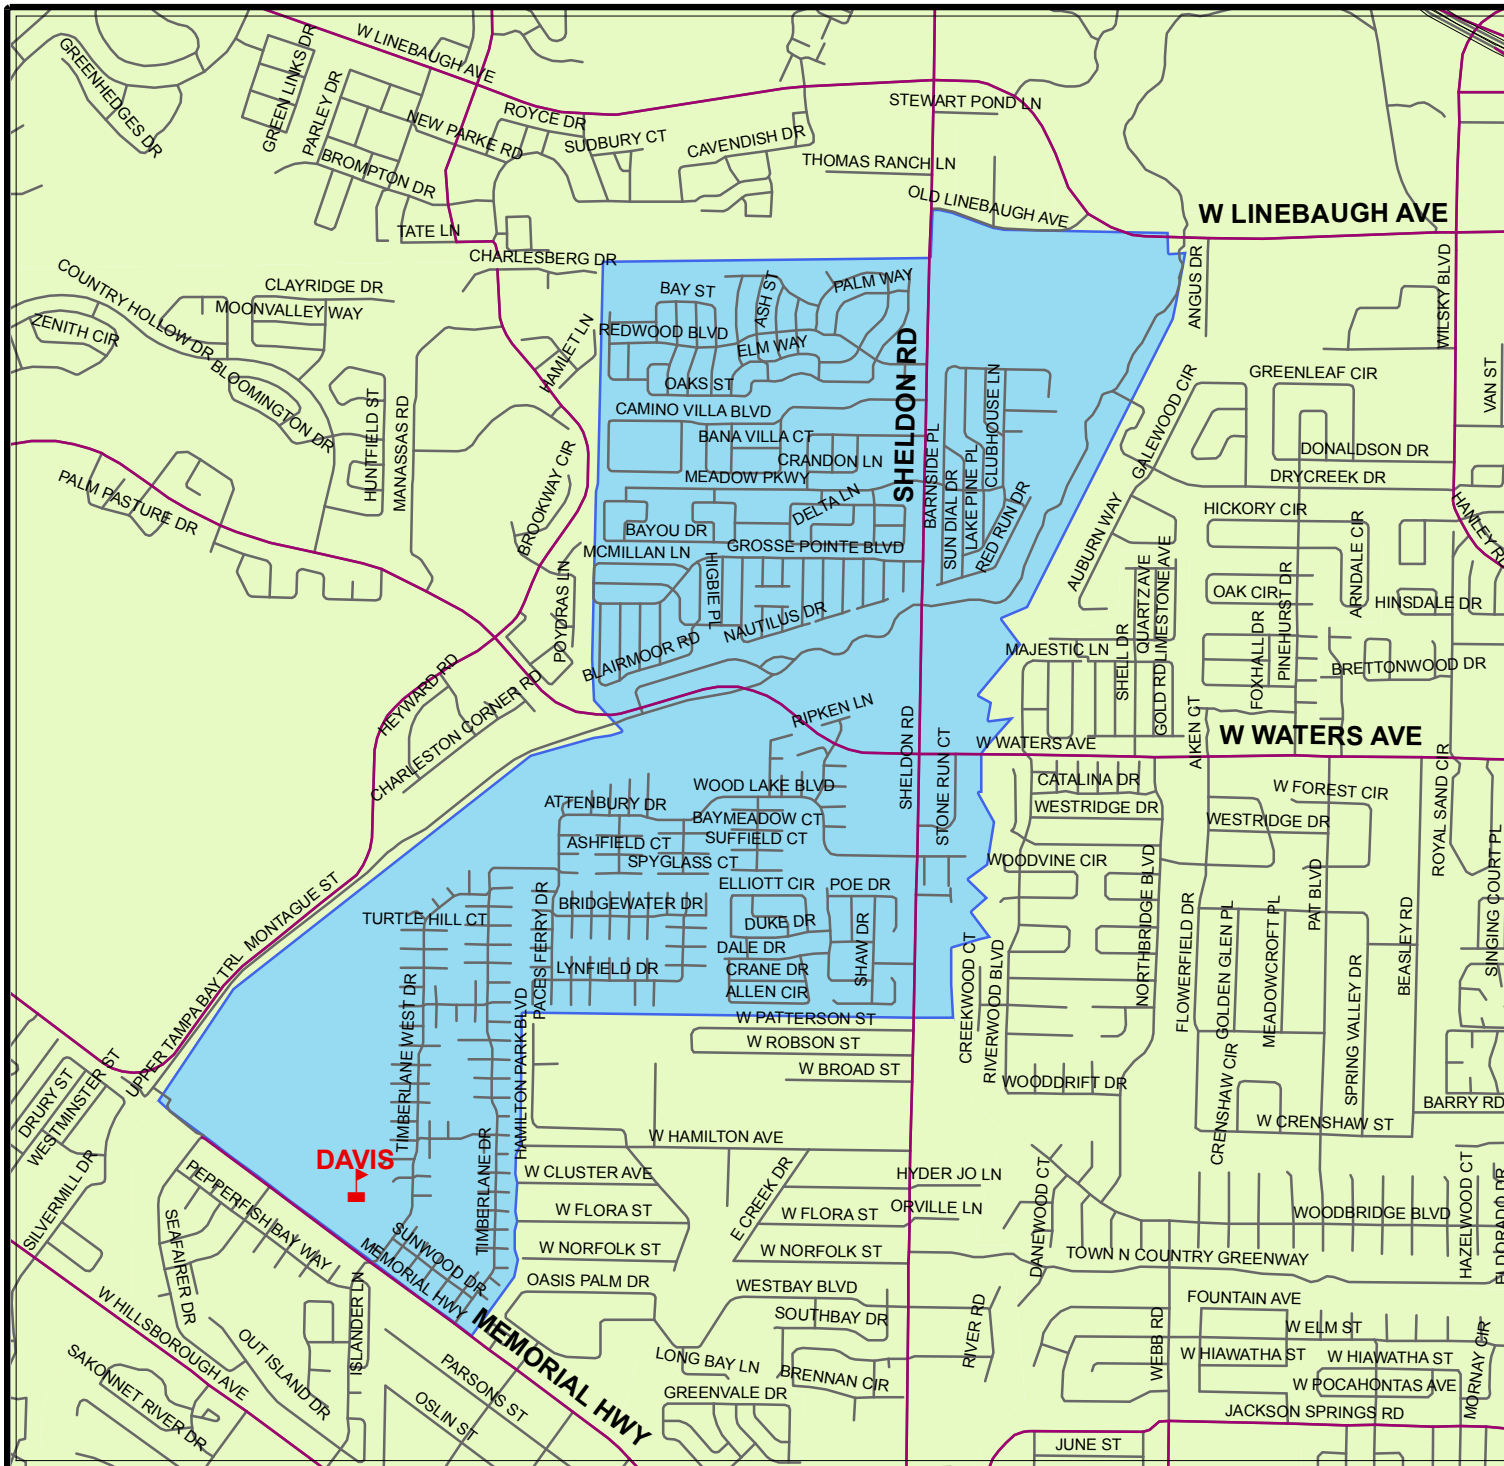 GREENHEDGES DR
GREEN LINKS DR
PARLEY DR
W LINEBAUGH AVE
NEW PARKE RD
ROYCE DR
SUDBURY CT
CAVENDISH DR
BROMPTON DR
TATE LN
STEWART POND LN
THOMAS RANCH LN
OLD LINEBAUGH AVE
W LINEBAUGH AVE
CHARLESBERG DR
COUNTRY HOLLOW DR
CLAYRIDGE DR
MOONVALLEY WAY
ZENITH CIR
BLOOMINGTON DR
HAMLET LN
BAY ST
ASH ST
PALM WAY
REDWOOD BLVD
ELM WAY
OAKS ST
SHELDON RD
ANGUS DR
WILSKY BLVD
VAN ST
HUNTFIELD ST
MANASSAS RD
CAMINO VILLA BLVD
BANA VILLA CT
CRANDON LN
MEADOW PKWY
DELTA LN
BAYOU DR
BARNSIDE PL
SUN DIAL DR
LAKE PINE PL
CLUBHOUSE LN
RED RUN DR
GALEWOOD CIR
GREENLEAF CIR
DONALDSON DR
DRYCREEK DR
HICKORY CIR
HANLEY RD
PALM PASTURE DR
BROOKWAY CIR
POYDRAS LN
MCMILLAN LN
HIGBIE PL
GROSSE POINTE BLVD
NAUTILUS DR
BLAIRMOOR RD
AUBURN WAY
QUARTZ AVE
LIMESTONE AVE
OAK CIR
ARNDALE CIR
HINSDALE DR
PINEHURST DR
FOXHALL DR
BRETTONWOOD DR
MAJESTIC LN
SHELL DR
GOLD RD
AIKEN CT
HEYWARD RD
CHARLESTON CORNER RD
RIPKEN LN
SHELDON RD
STONE RUN CT
W WATERS AVE
W WATERS AVE
WOOD LAKE BLVD
ATTENBURY DR
BAYMEADOW CT
ASHFIELD CT
SUFFIELD CT
SPYGLASS CT
CATALINA DR
WESTRIDGE DR
WOODVINE CIR
W FOREST CIR
WESTRIDGE DR
ROYAL SAND CIR
SINGING COURT PL
ELLIOTT CIR
POE DR
BRIDGEWATER DR
DUKE DR
DALE DR
SHAW DR
LYNFIELD DR
CRANE DR
ALLEN CIR
PACES FERRY DR
TURTLE HILL CT
MONTAGUE ST
UPPER TAMPA BAY TRL
TIMBERLANE WEST DR
HAMILTON PARK BLVD
W PATTERSON ST
W ROBSON ST
W BROAD ST
CREEKWOOD CT
RIVERWOOD BLVD
NORTHBRIDGE BLVD
FLOWERFIELD DR
GOLDEN GLEN PL
MEADOWCROFT PL
PAT BLVD
SPRING VALLEY DR
BEASLEY RD
WOODDRIFT DR
CRENSHAW CIR
W CRENSHAW ST
BARRY RD
DRURY ST
WESTMINSTER ST
SILVERMILL DR
DAVIS
TIMBERLANE DR
W HAMILTON AVE
W CLUSTER AVE
W FLORA ST
W NORFOLK ST
E CREEK DR
W FLORA ST
W NORFOLK ST
HYDER JO LN
ORVILLE LN
DANEWOOD CT
WOODBRIDGE BLVD
HAZELWOOD CT
ELDORADO DR
TOWN N COUNTRY GREENWAY
PEPPERFISH BAY WAY
SEAFAIRER DR
SUNWOOD DR
MEMORIAL HWY
MEMORIAL HWY
OASIS PALM DR
WESTBAY BLVD
SOUTHBAY DR
RIVER RD
WEBB RD
FOUNTAIN AVE
W ELM ST
W HIAWATHA ST
W HIAWATHA ST
W POCAHONTAS AVE
MORNAY CIR
JACKSON SPRINGS RD
JUNE ST
W HILLSBOROUGH AVE
OUT ISLAND DR
ISLANDER LN
SAKONNET RIVER DR
PARSONS ST
OSLIN ST
LONG BAY LN
BRENNAN CIR
GREENVALE DR